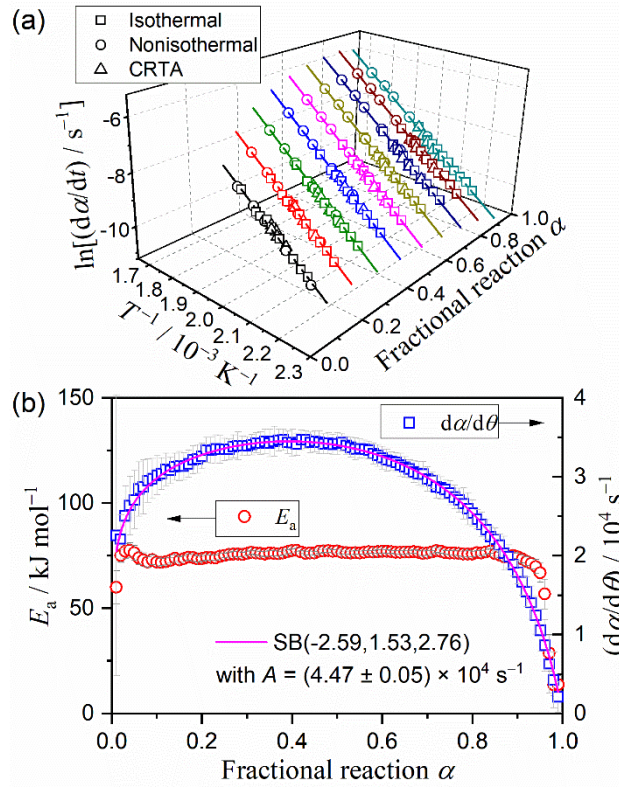 (a)
Isothermal
Nonisothermal
CRTA
ln[(dα/dt) / s⁻¹]
-6
-8
-10
1.7
1.8
1.9
2.0
2.1
2.2
2.3
T⁻¹ / 10⁻³ K⁻¹
0.0
0.2
0.4
0.6
0.8
1.0
Fractional reaction α
(b)
150
100
50
0
Eₐ / kJ mol⁻¹
dα/dθ
Eₐ
SB(-2.59,1.53,2.76)
with A = (4.47 ± 0.05) × 10⁴ s⁻¹
4
3
2
1
0
(dα/dθ) / 10⁴ s⁻¹
0.0 0.2 0.4 0.6 0.8 1.0
Fractional reaction α